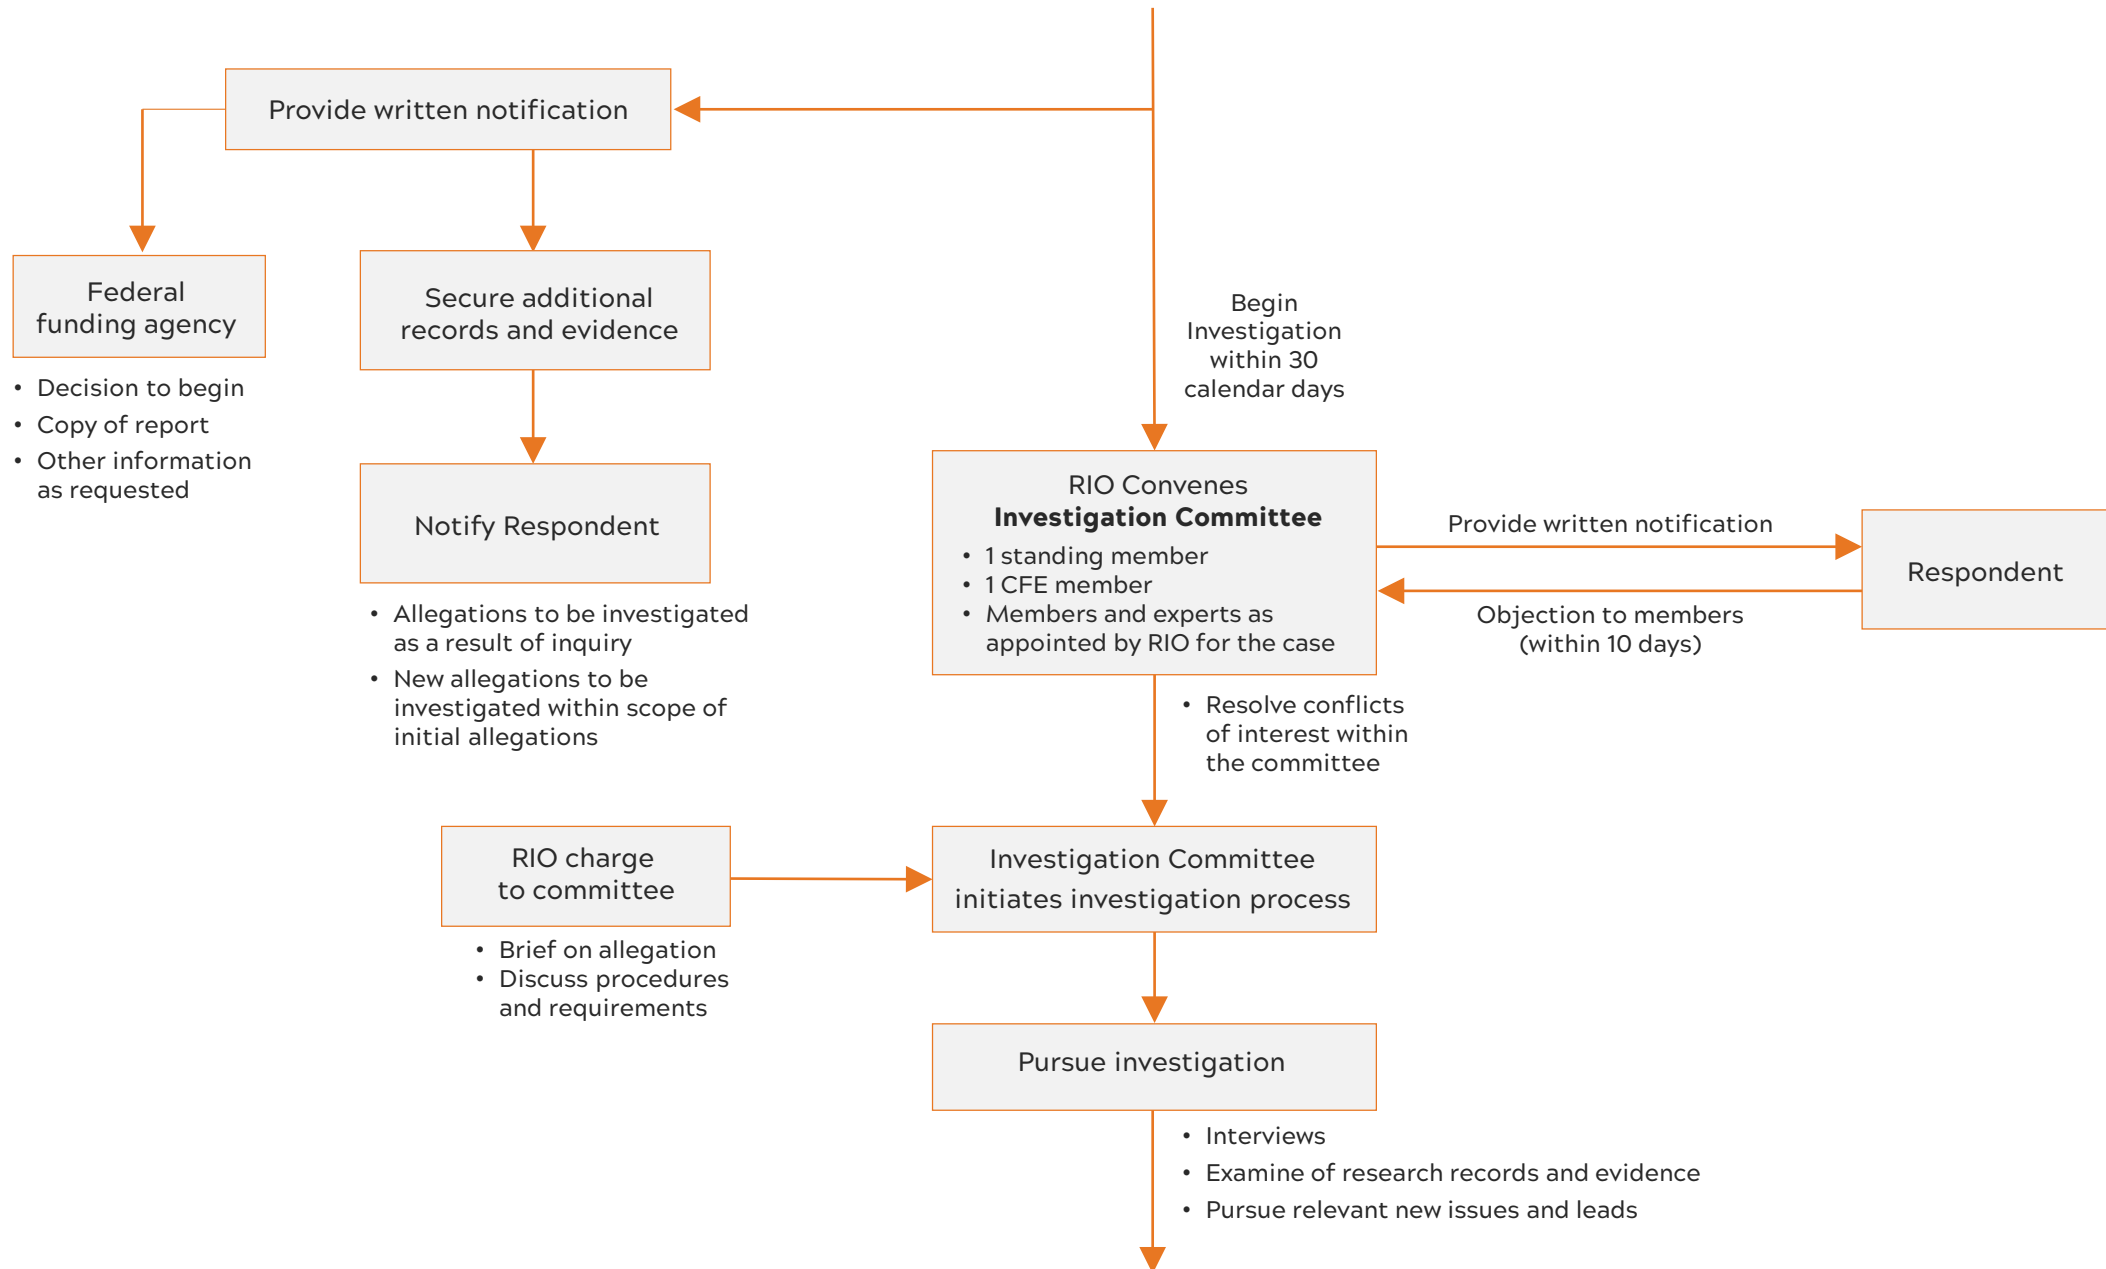 Provide written notification
Federal
funding agency
• Decision to begin
• Copy of report
• Other information
as requested
Secure additional
records and evidence
Notify Respondent
• Allegations to be investigated
as a result of inquiry
• New allegations to be
investigated within scope of
initial allegations
Begin
Investigation
within 30
calendar days
RIO Convenes
Investigation Committee
• 1 standing member
• 1 CFE member
• Members and experts as
appointed by RIO for the case
Provide written notification
Objection to members
(within 10 days)
Respondent
• Resolve conflicts
of interest within
the committee
RIO charge
to committee
• Brief on allegation
• Discuss procedures
and requirements
Investigation Committee
initiates investigation process
Pursue investigation
• Interviews
• Examine of research records and evidence
• Pursue relevant new issues and leads